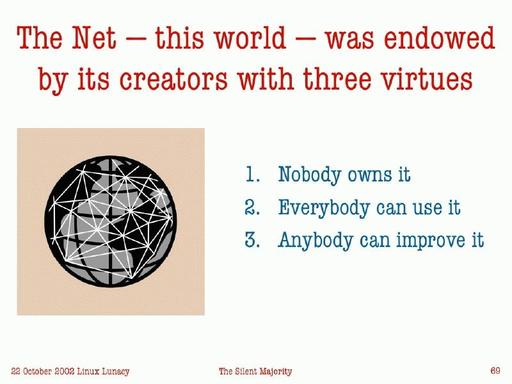 The Net — this world — was endowed
by its creators with three virtues
1. Nobody owns it
2. Everybody can use it
3. Anybody can improve it
22 October 2002 Linux Lunacy
The Silent Majority
69